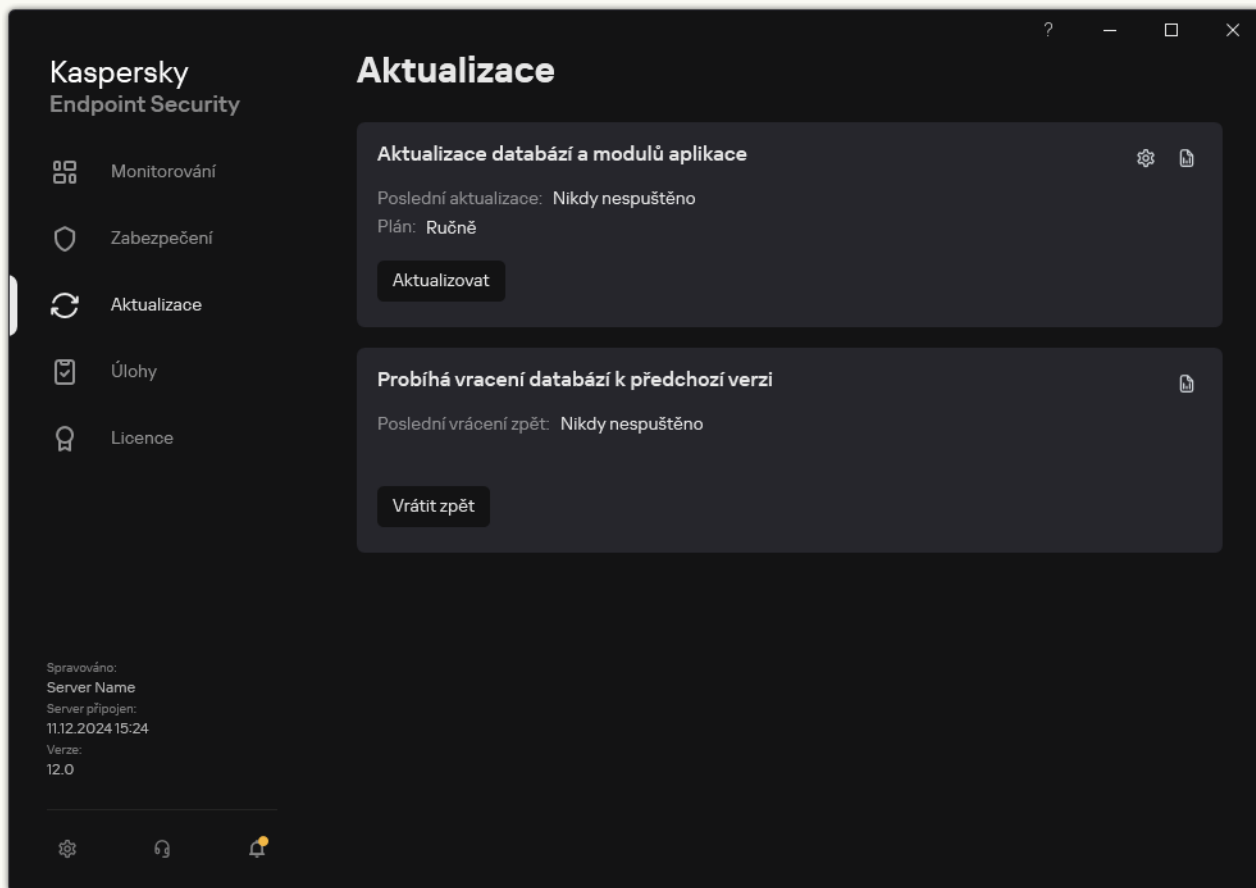 ?
Kaspersky
Endpoint Security
Monitorování
Zabezpečení
Aktualizace
Úlohy
Licence
Spravováno:
Server Name
Server připojen:
11.12.2024 15:24
Verze:
12.0
Aktualizace
Aktualizace databází a modulů aplikace
Poslední aktualizace: Nikdy nespuštěno
Plán: Ručně
Aktualizovat
Probíhá vracení databází k předchozí verzi
Poslední vrácení zpět: Nikdy nespuštěno
Vrátit zpět